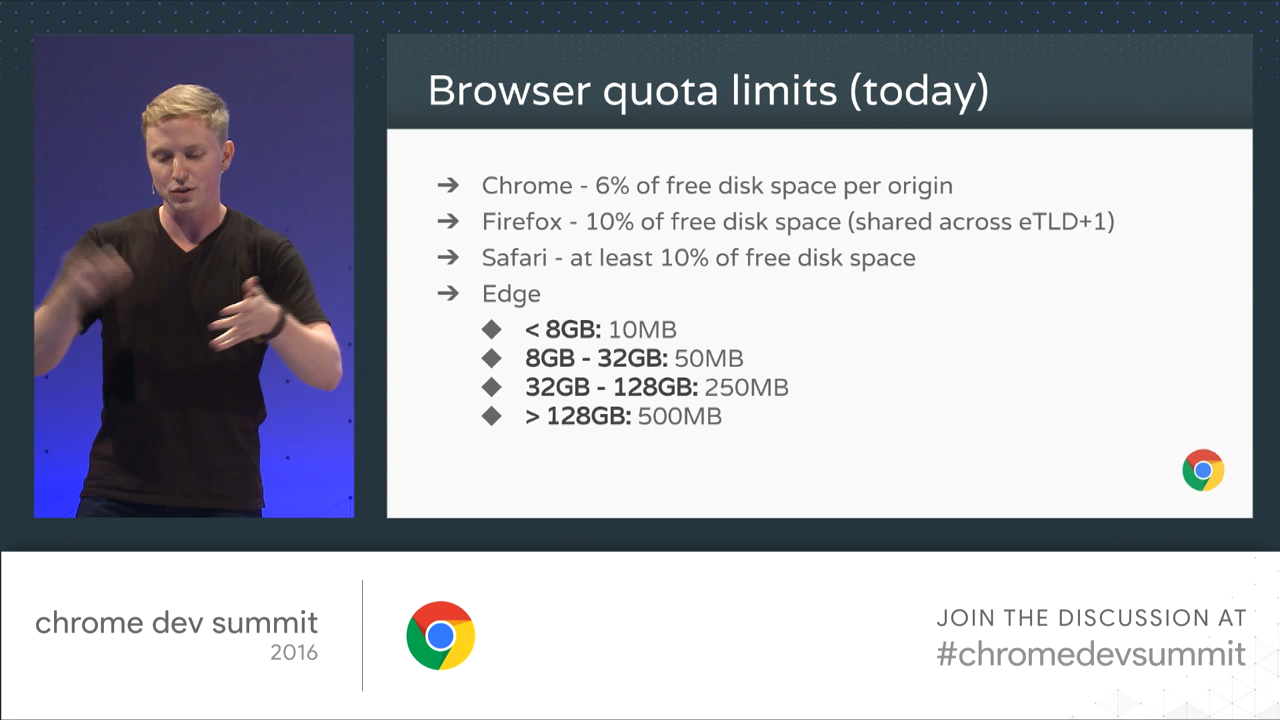 Browser quota limits (today)
➔ Chrome - 6% of free disk space per origin
➔ Firefox - 10% of free disk space (shared across eTLD+1)
➔ Safari - at least 10% of free disk space
➔ Edge
◆ < 8GB: 10MB
◆ 8GB - 32GB: 50MB
◆ 32GB - 128GB: 250MB
◆ > 128GB: 500MB
chrome dev summit
2016
JOIN THE DISCUSSION AT
#chromedevsummit